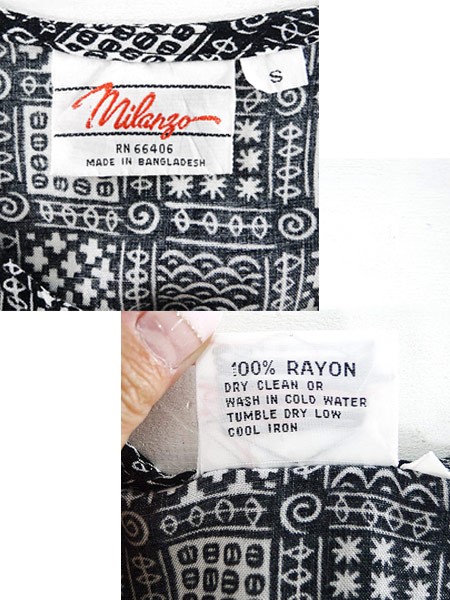 Milanzo
S
RN 66406
MADE IN BANGLADESH
100% RAYON
DRY CLEAN OR
WASH IN COLD WATER
TUMBLE DRY LOW
COOL IRON